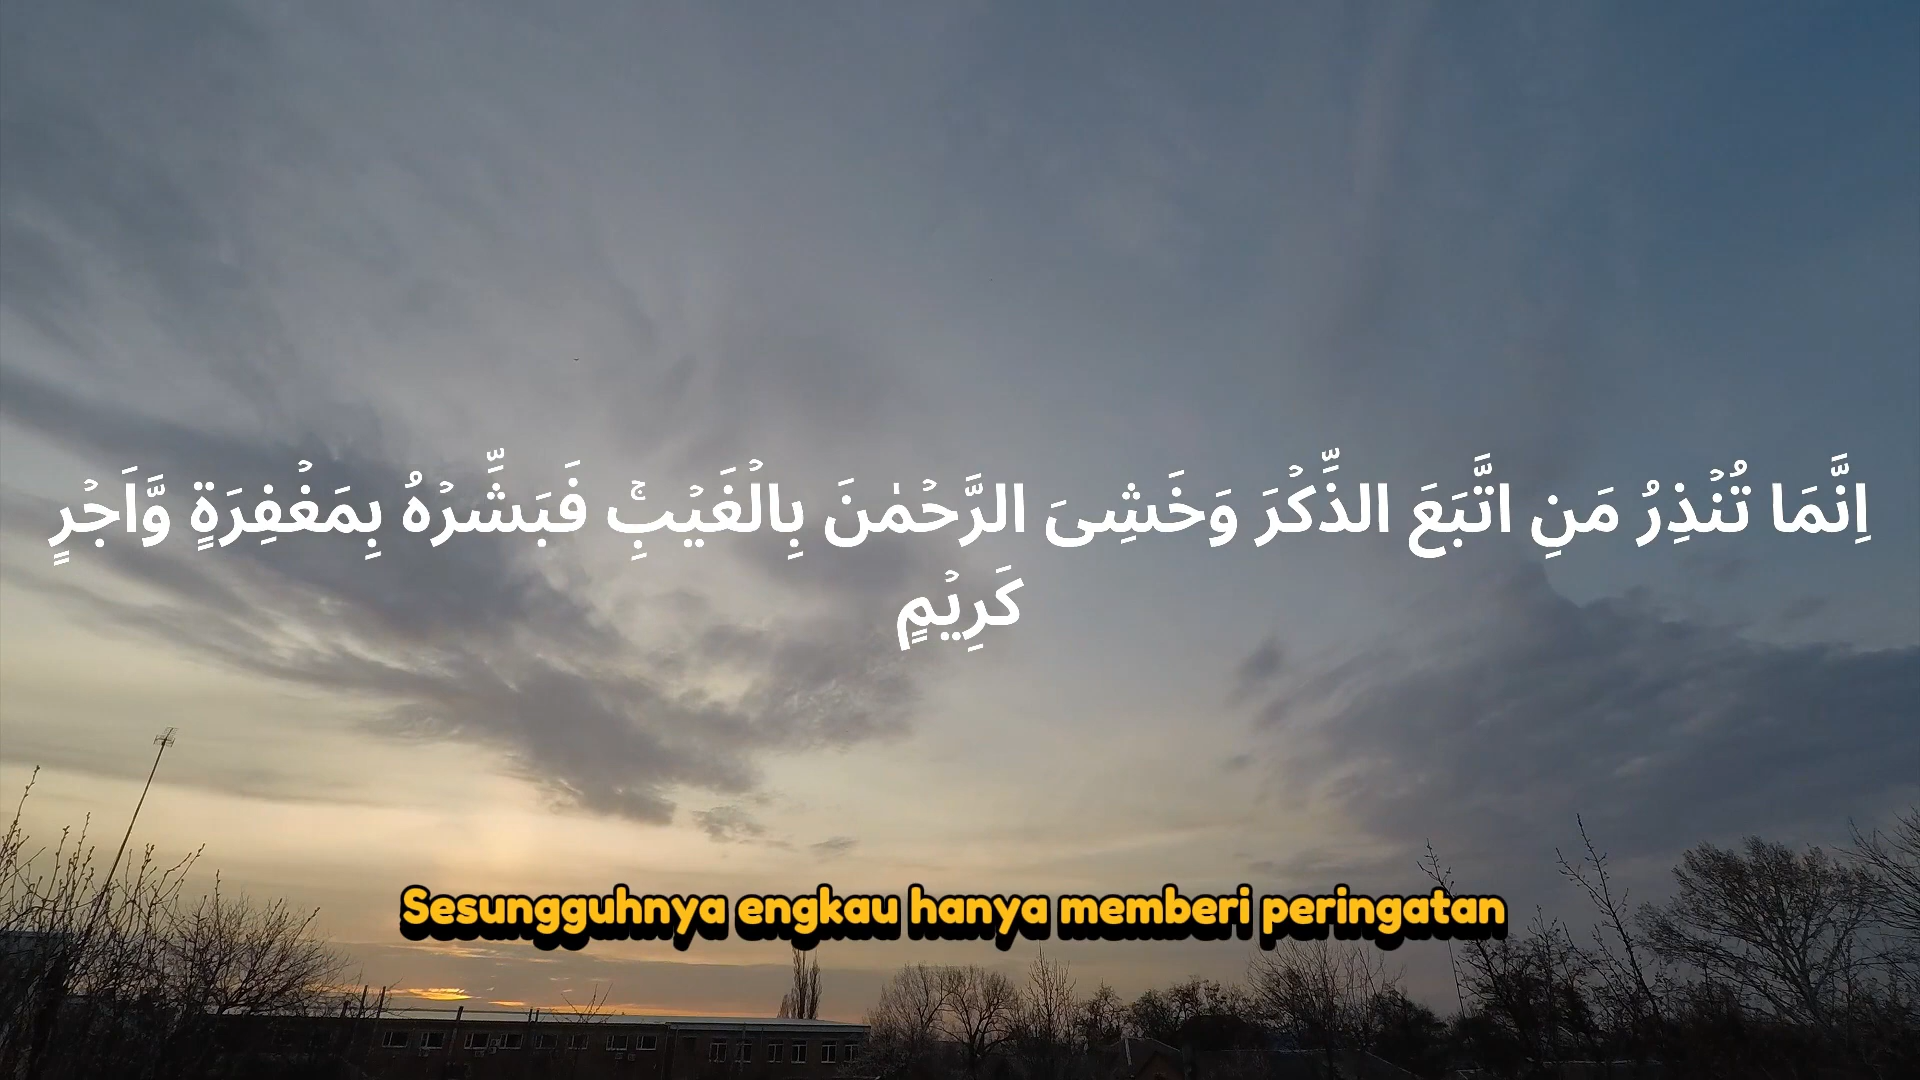 اِنَّمَا تُنْذِرُ مَنِ اتَّبَعَ الذِّكْرَ وَخَشِىَ الرَّحْمٰنَ بِالْغَيْبِۚ فَبَشِّرْهُ بِمَغْفِرَةٍ وَّاَجْرٍ
كَرِيْمٍ
Sesungguhnya engkau hanya memberi peringatan